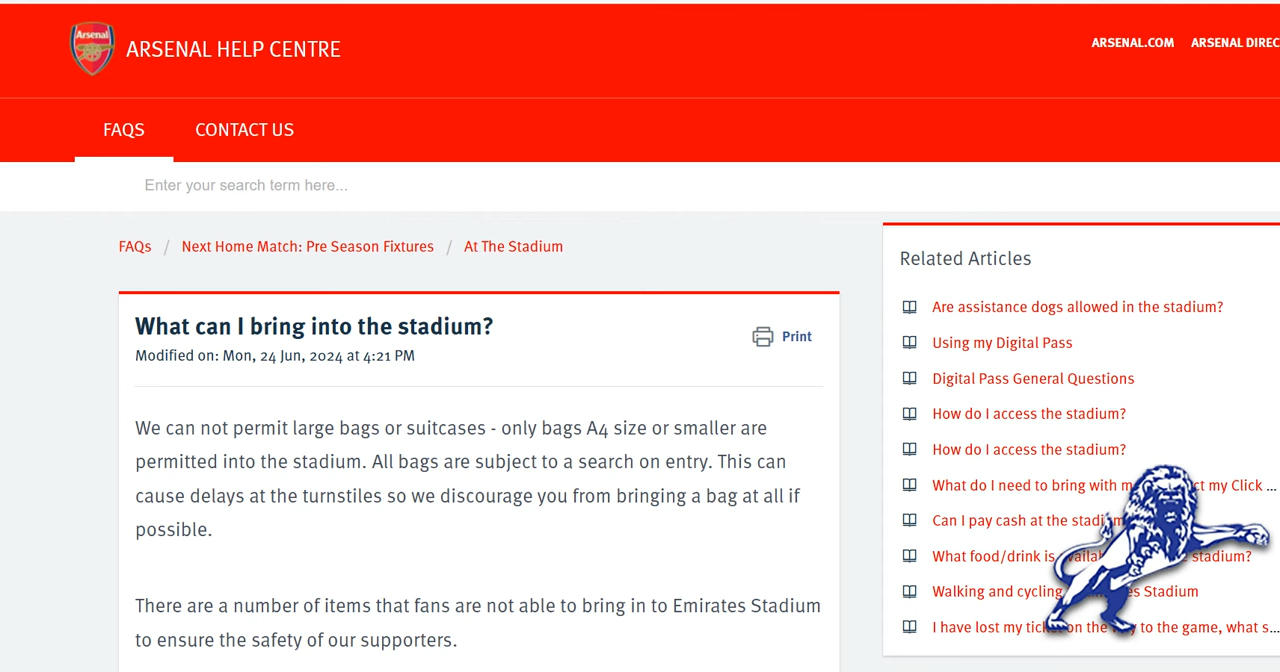 Arsenal
ARSENAL HELP CENTRE
ARSENAL.COM ARSENAL DIREC
FAQS CONTACT US
Enter your search term here...
FAQs / Next Home Match: Pre Season Fixtures / At The Stadium
What can I bring into the stadium?
Modified on: Mon, 24 Jun, 2024 at 4:21 PM
Print
We can not permit large bags or suitcases - only bags A4 size or smaller are
permitted into the stadium. All bags are subject to a search on entry. This can
cause delays at the turnstiles so we discourage you from bringing a bag at all if
possible.
There are a number of items that fans are not able to bring in to Emirates Stadium
to ensure the safety of our supporters.
Related Articles
Are assistance dogs allowed in the stadium?
Using my Digital Pass
Digital Pass General Questions
How do I access the stadium?
How do I access the stadium?
What do I need to bring with my Click ...
Can I pay cash at the
What food/drink is stadium?
Walking and cycling Stadium
I have lost my on the to the game, what s...